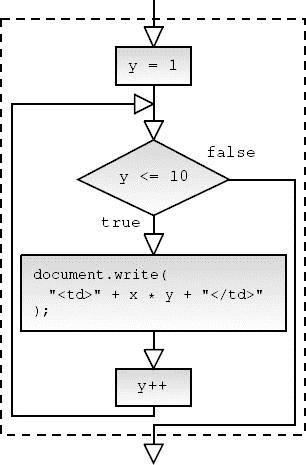 y = 1
y <= 10
false
true
document.write(
"<td>" + x * y + "</td>"
);
y++